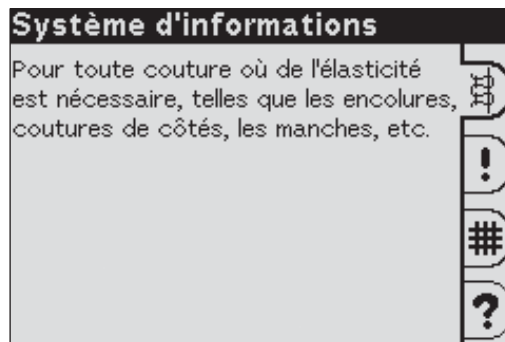 Système d'informations
Pour toute couture où de l'élasticité
est nécessaire, telles que les encolures,
coutures de côtés, les manches, etc.
!
?